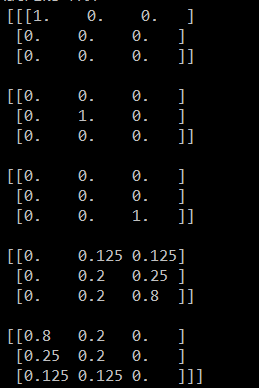 [[[1.    0.    0.   ]
[0.    0.    0.   ]
[0.    0.    0.   ]]
[[0.    0.    0.   ]
[0.    1.    0.   ]
[0.    0.    0.   ]]
[[0.    0.    0.   ]
[0.    0.    0.   ]
[0.    0.    1.   ]]
[[0.    0.125 0.125]
[0.    0.2   0.25 ]
[0.    0.2   0.8  ]]
[[0.8   0.2   0.   ]
[0.25  0.2   0.   ]
[0.125 0.125 0.   ]]]